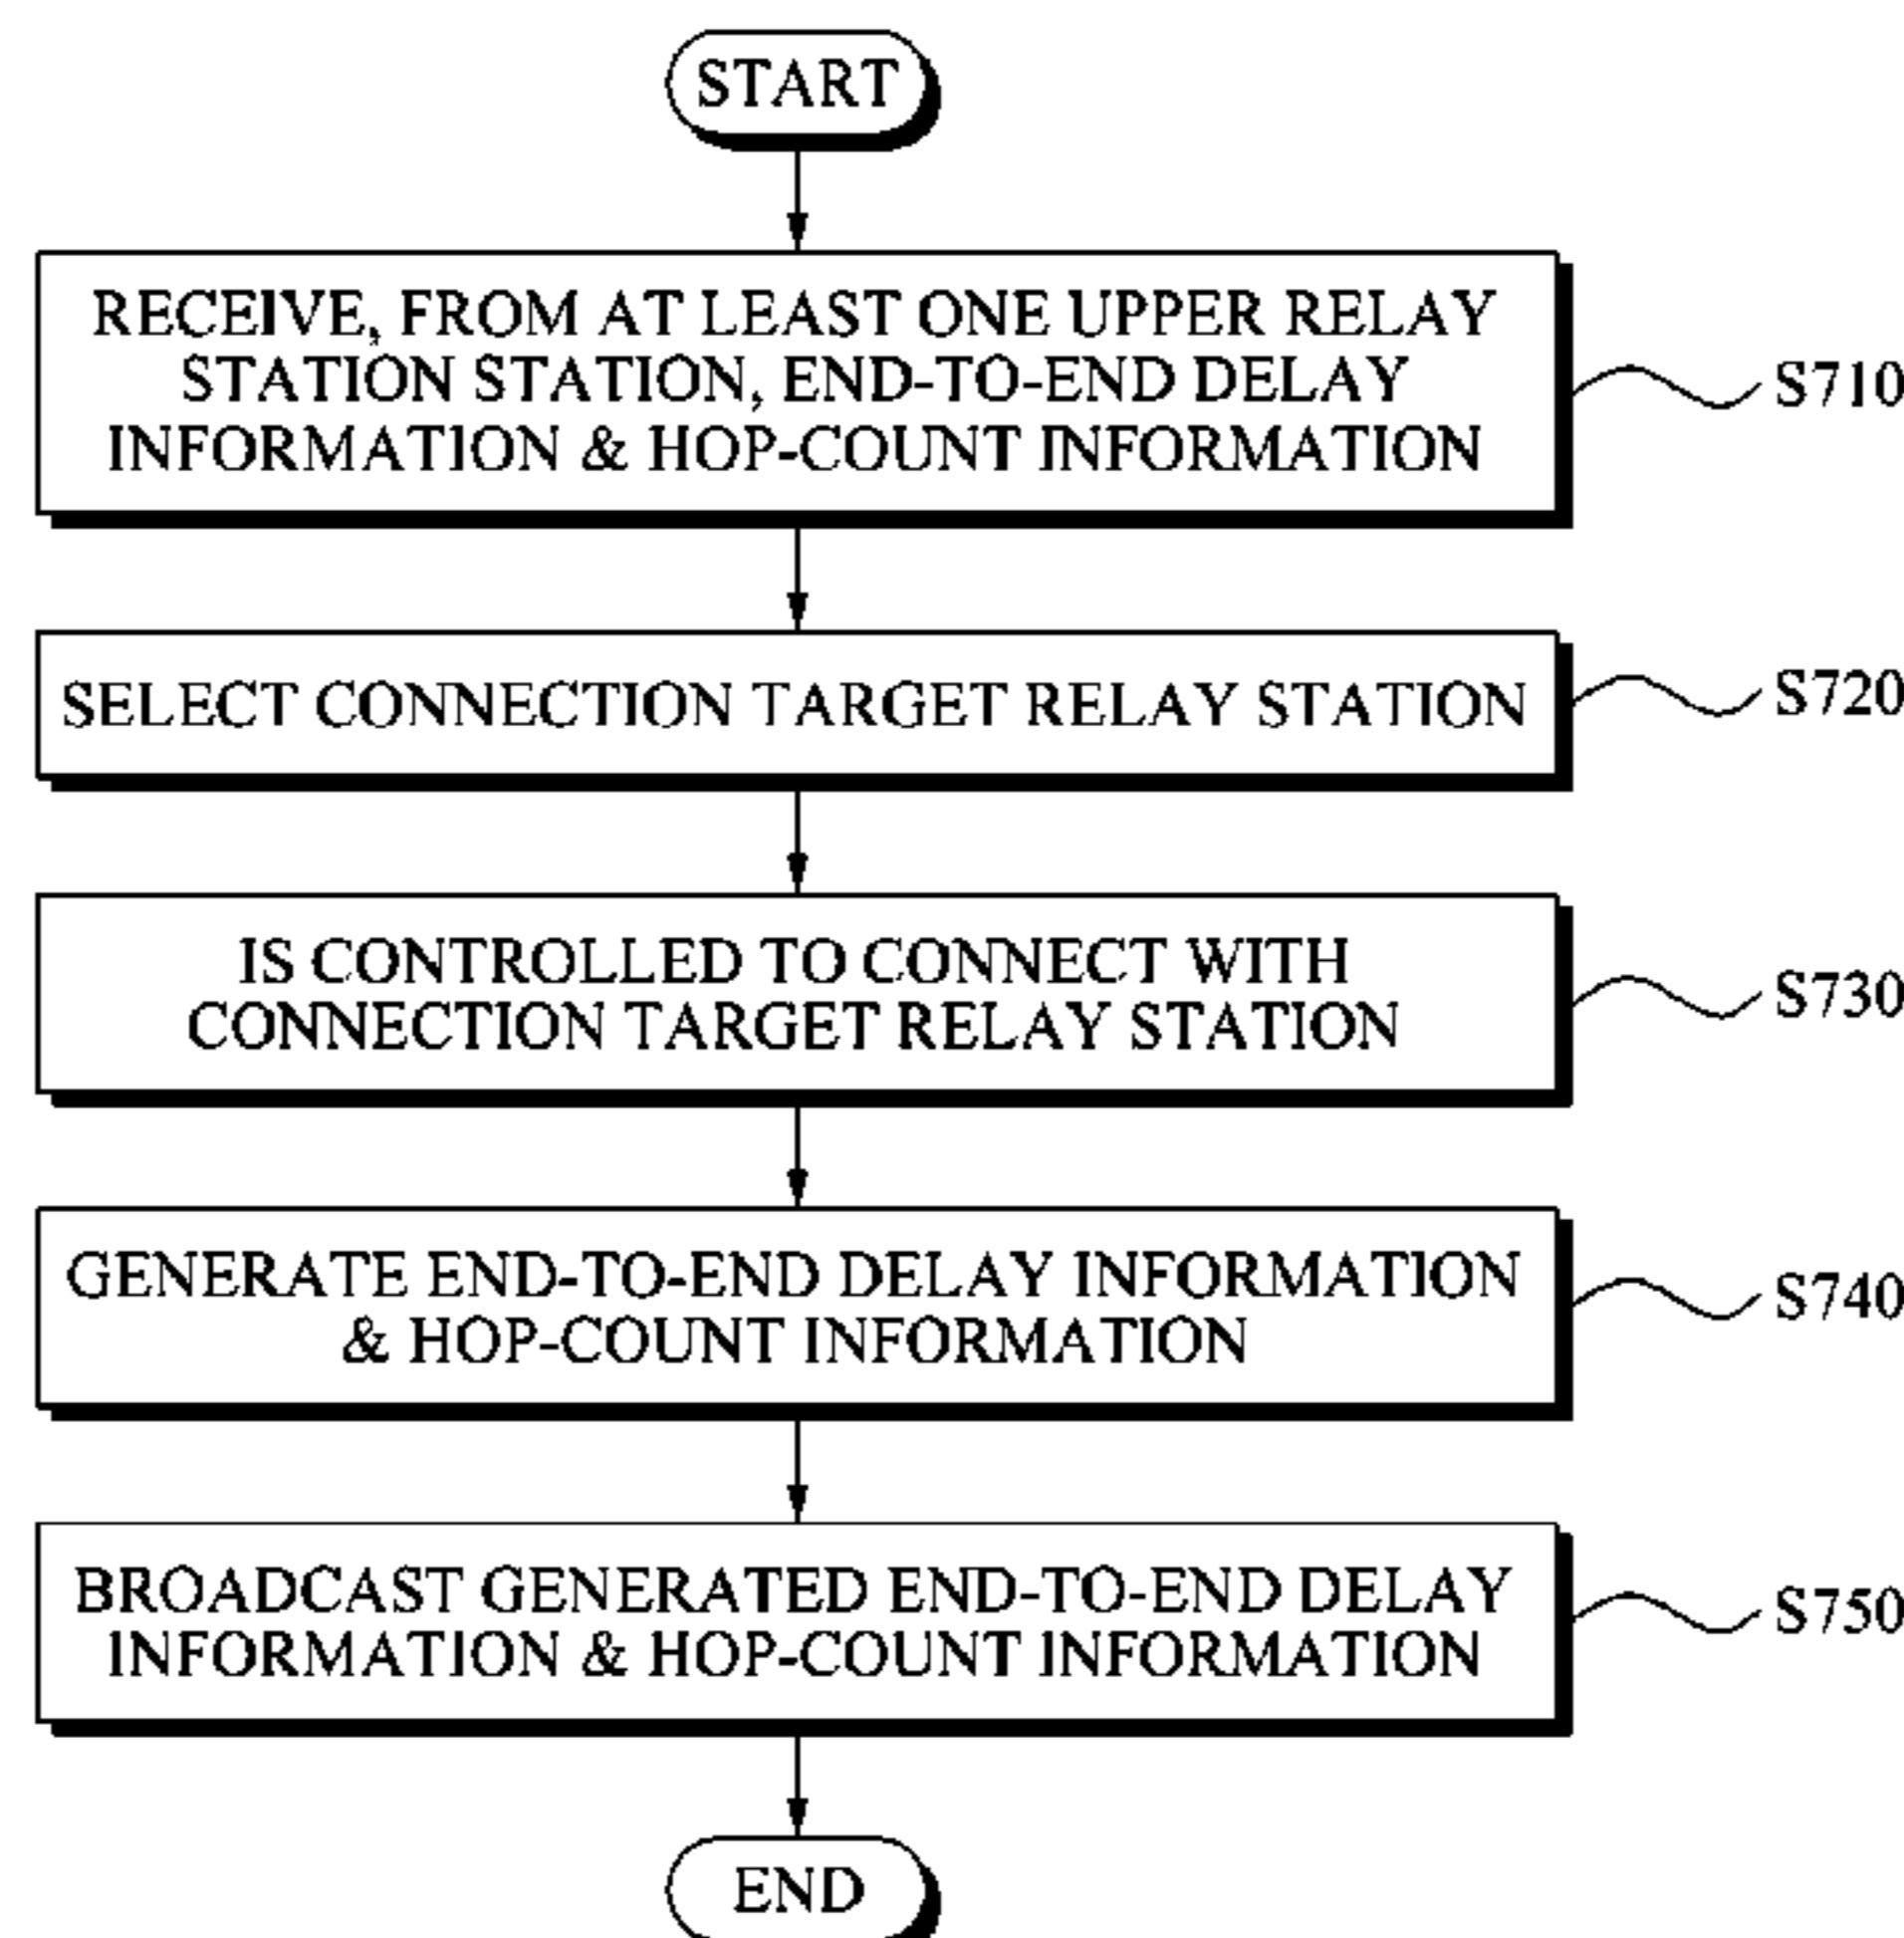 START
RECEIVE, FROM AT LEAST ONE UPPER RELAY
STATION STATION, END-TO-END DELAY
INFORMATION & HOP-COUNT INFORMATION
S710
SELECT CONNECTION TARGET RELAY STATION
S720
IS CONTROLLED TO CONNECT WITH
CONNECTION TARGET RELAY STATION
S730
GENERATE END-TO-END DELAY INFORMATION
& HOP-COUNT INFORMATION
S740
BROADCAST GENERATED END-TO-END DELAY
INFORMATION & HOP-COUNT INFORMATION
S750
END